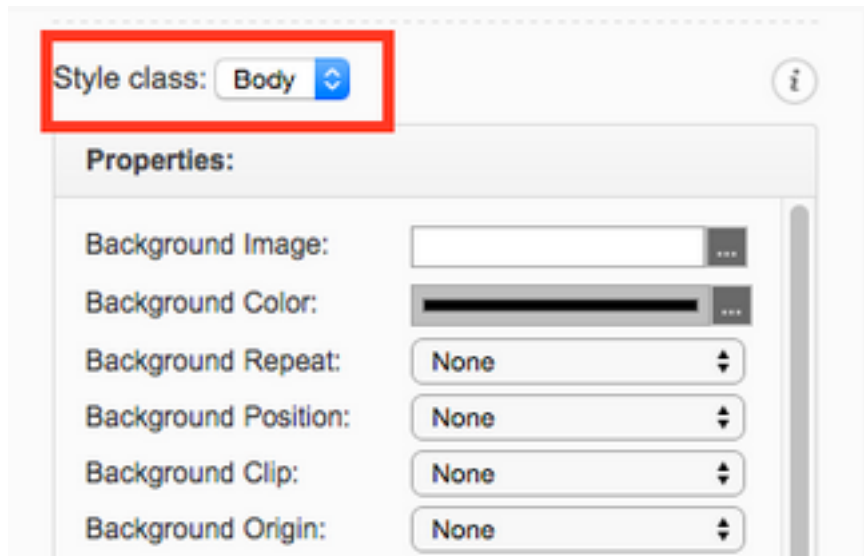 Style class: Body i
Properties:
Background Image: ...
Background Color: ...
Background Repeat: None
Background Position: None
Background Clip: None
Background Origin: None